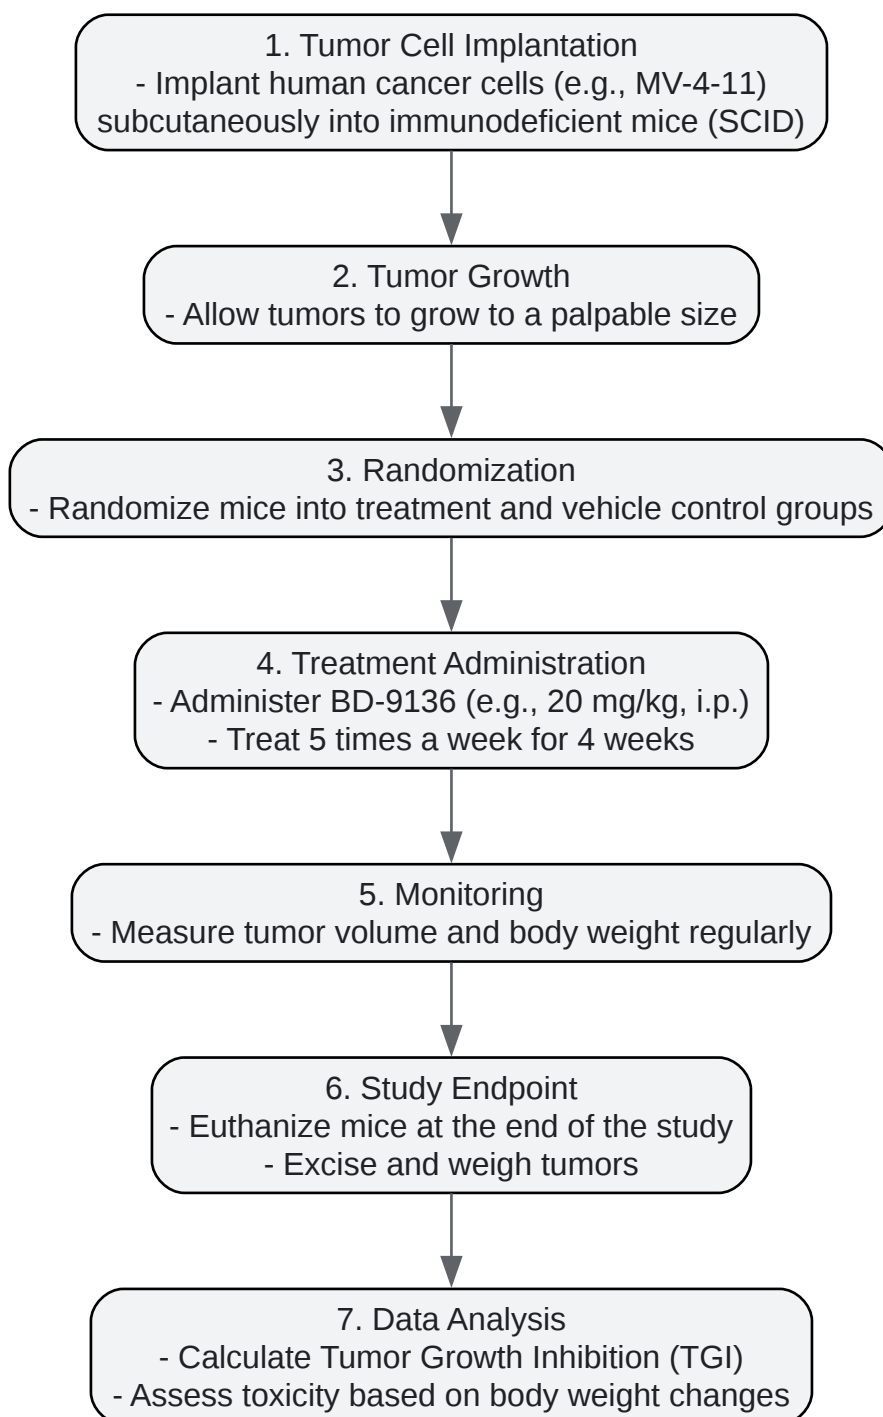 1. Tumor Cell Implantation
- Implant human cancer cells (e.g., MV-4-11)
subcutaneously into immunodeficient mice (SCID)
2. Tumor Growth
- Allow tumors to grow to a palpable size
3. Randomization
- Randomize mice into treatment and vehicle control groups
4. Treatment Administration
- Administer BD-9136 (e.g., 20 mg/kg, i.p.)
- Treat 5 times a week for 4 weeks
5. Monitoring
- Measure tumor volume and body weight regularly
6. Study Endpoint
- Euthanize mice at the end of the study
- Excise and weigh tumors
7. Data Analysis
- Calculate Tumor Growth Inhibition (TGI)
- Assess toxicity based on body weight changes